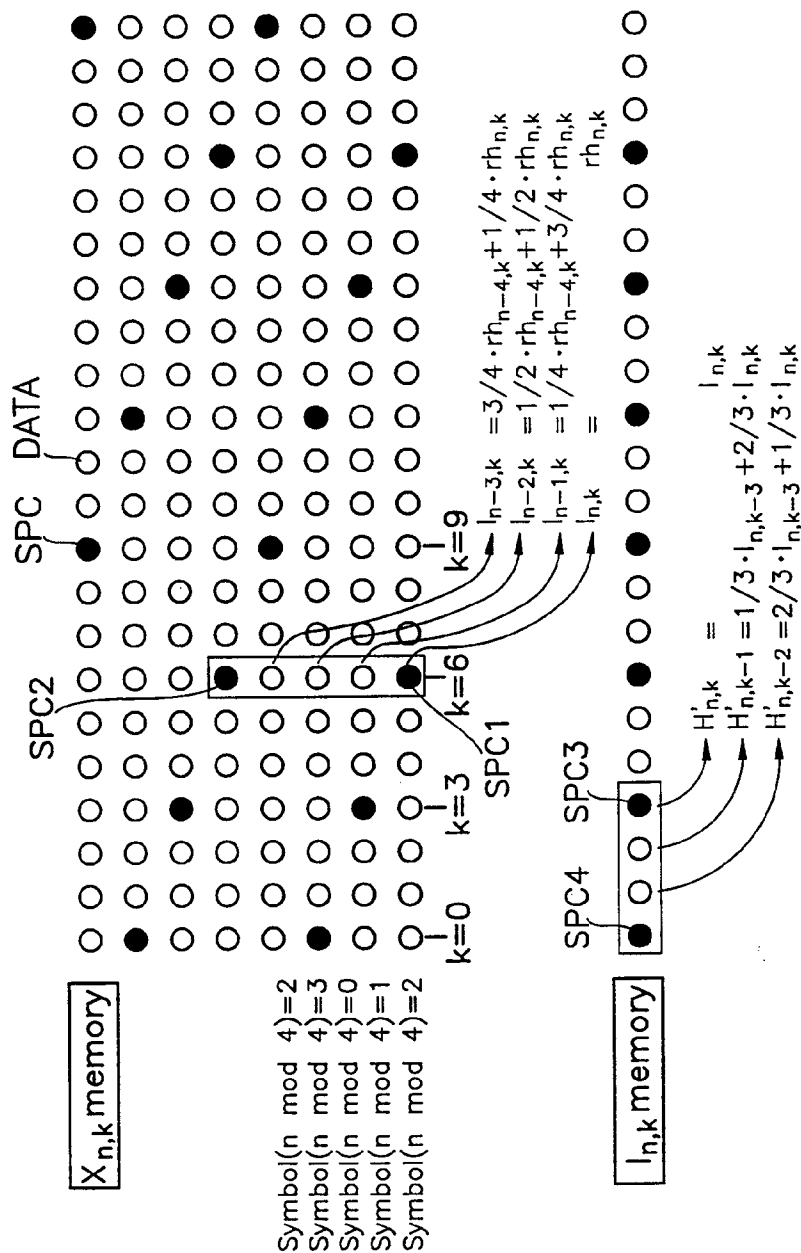 X_{n,k} memory
SPC DATA
SPC2
Symbol(n mod 4)=2
Symbol(n mod 4)=3
Symbol(n mod 4)=0
Symbol(n mod 4)=1
Symbol(n mod 4)=2
k=0
k=3
k=6
k=9
SPC1
I_{n-3,k} =3/4·rh_{n-4,k}+1/4·rh_{n,k}
I_{n-2,k} =1/2·rh_{n-4,k}+1/2·rh_{n,k}
I_{n-1,k} =1/4·rh_{n-4,k}+3/4·rh_{n,k}
I_{n,k} = rh_{n,k}
I_{n,k} memory
SPC4
SPC3
H'_{n,k} = I_{n,k}
H'_{n,k-1} =1/3·I_{n,k-3}+2/3·I_{n,k}
H'_{n,k-2} =2/3·I_{n,k-3}+1/3·I_{n,k}